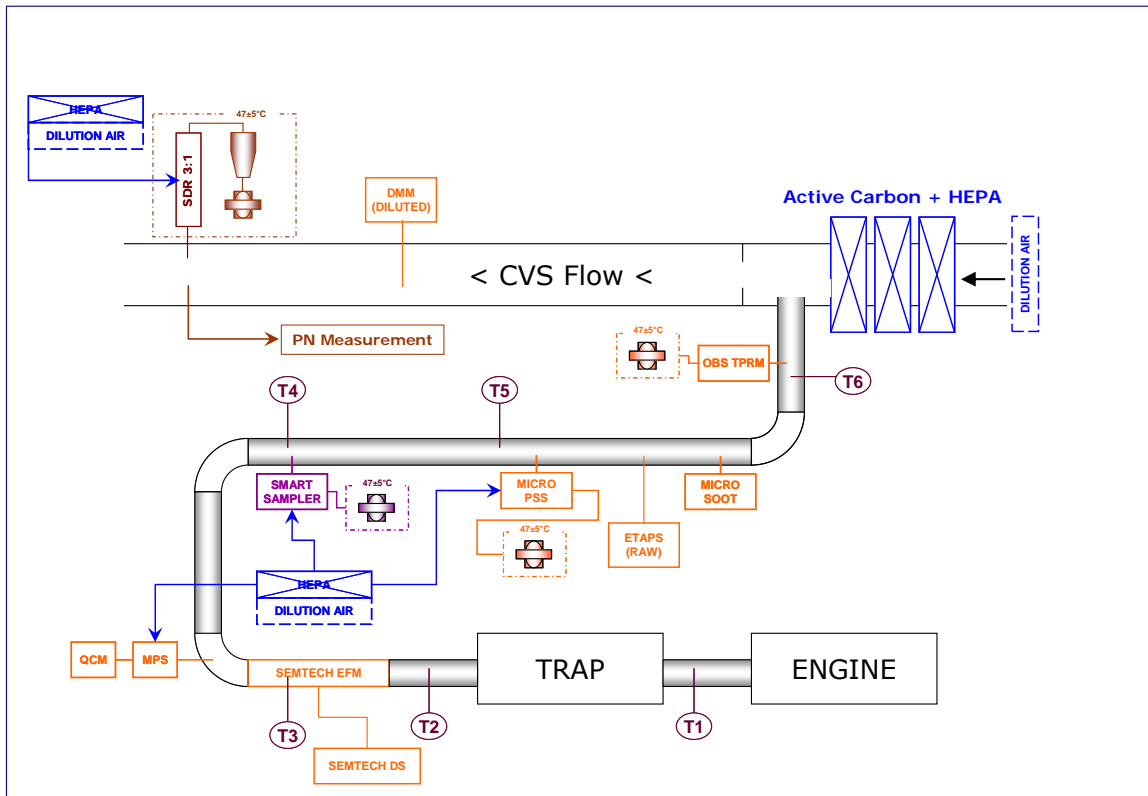 HEPA
DILUTION AIR
47±5°C
SDR 3:1
DMM
(DILUTED)
Active Carbon + HEPA
DILUTION AIR
< CVS Flow <
PN Measurement
47±5°C
OBS TPRM
T6
T4
T5
SMART
SAMPLER
47±5°C
MICRO
PSS
MICRO
SOOT
47±5°C
ETAPS
(RAW)
HEPA
DILUTION AIR
QCM
MPS
SEMTECH EFM
TRAP
ENGINE
T3
T2
T1
SEMTECH DS